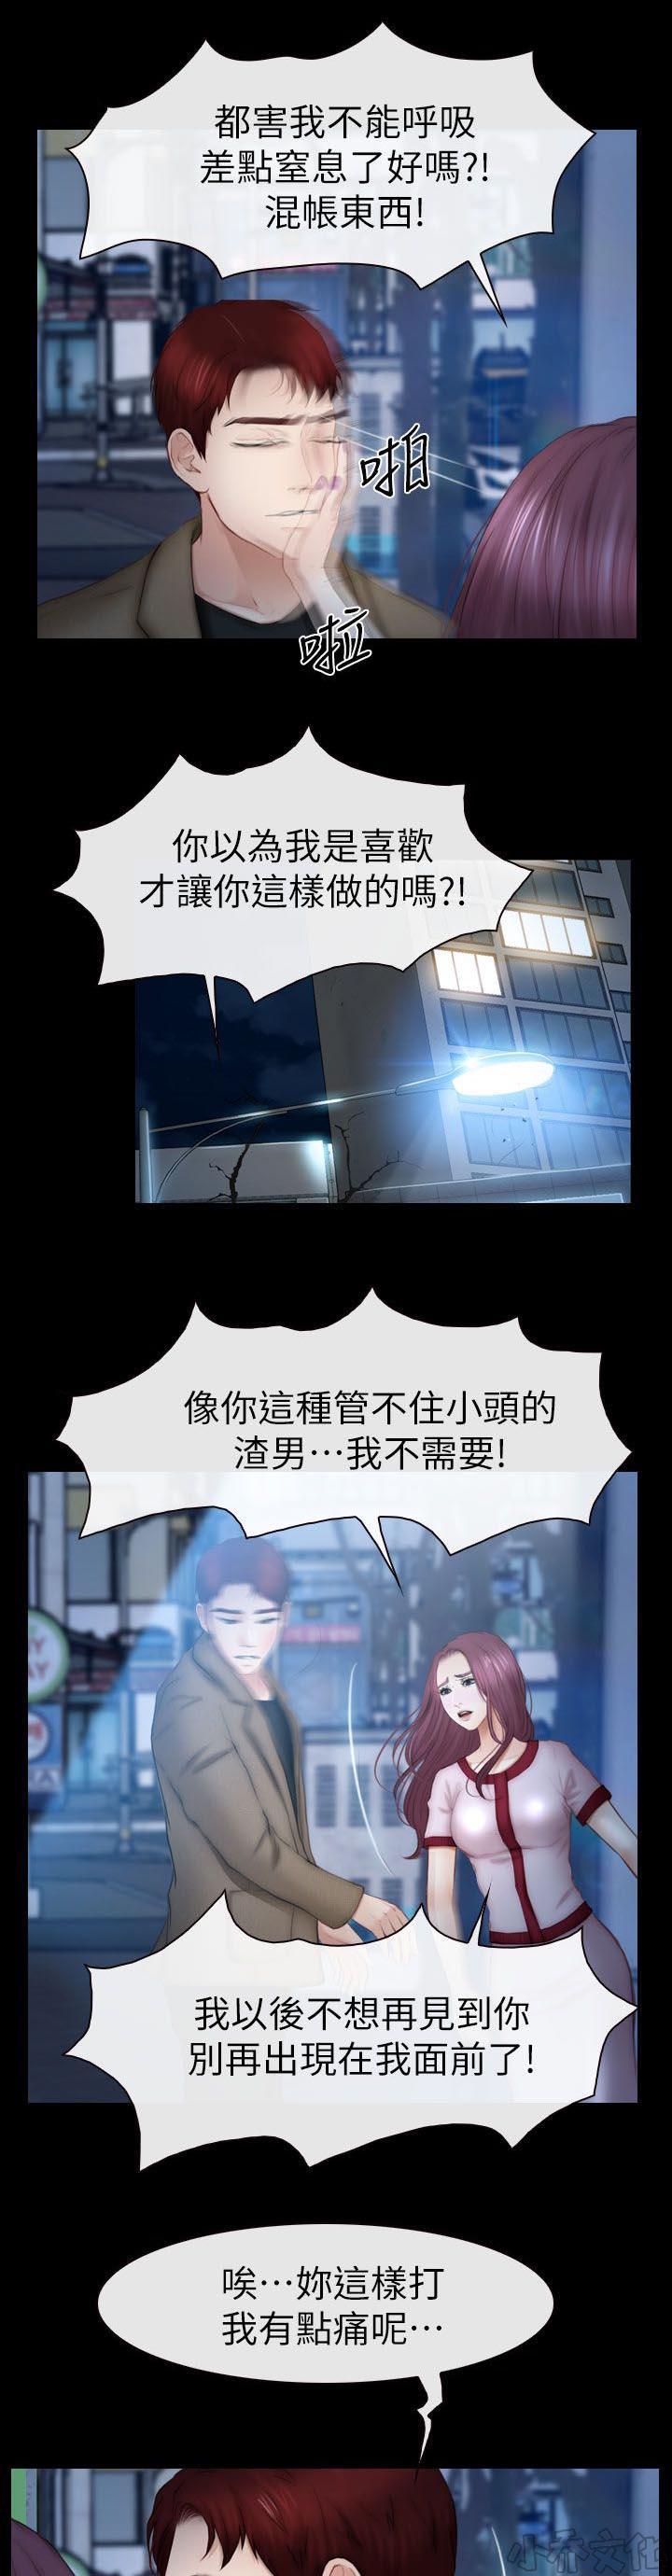 都害我不能呼吸
差點窒息了好嗎?!
混帳東西!
啪
啦
你以為我是喜歡
才讓你這樣做的嗎?!
像你這種管不住小頭的
渣男⋯我不需要!
我以後不想再見到你
別再出現在我面前了!
唉⋯妳這樣打
我有點痛呢⋯
小乔文化